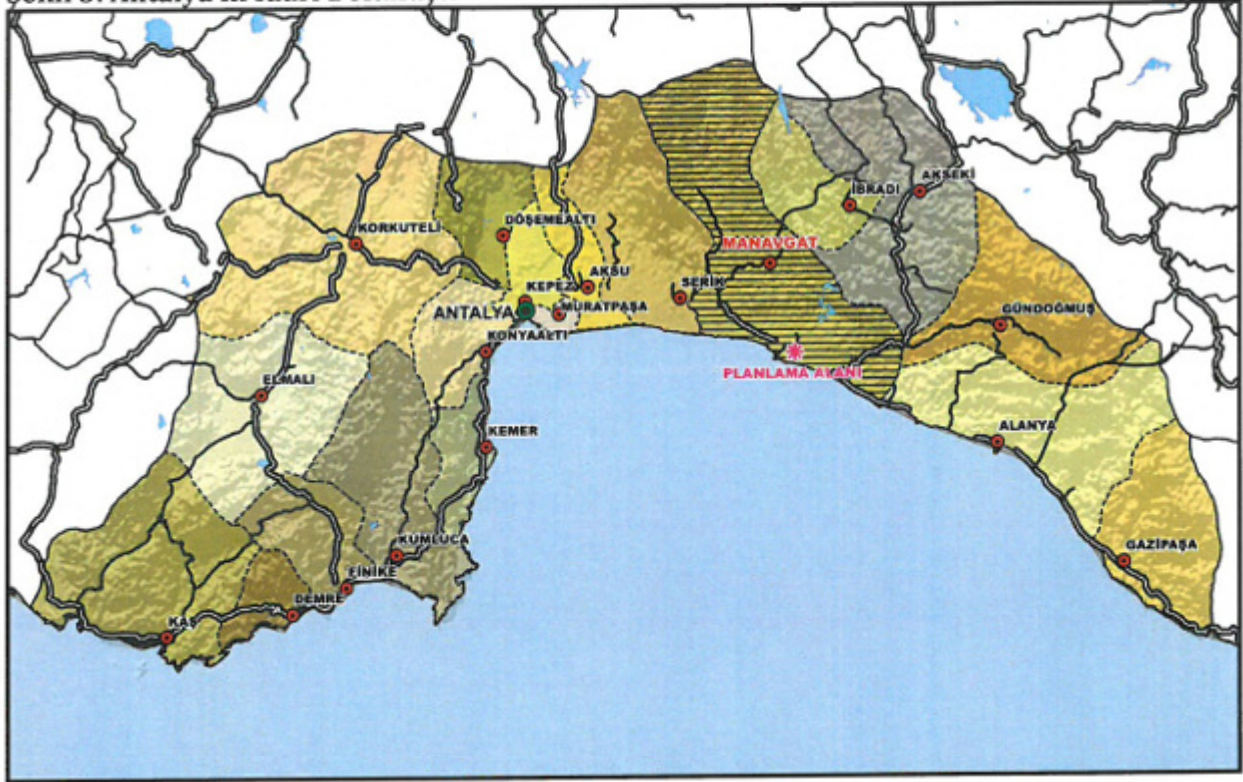 AKSEKİ
İBRADI
KORKUTELİ
DÖŞEMEALTI
MANAVGAT
AKSU
KEPEZ
SERİK
ANTALYA
MURATPAŞA
GÜNDOĞMUŞ
KONYAALTI
PLANLAMA ALANI
ELMALI
ALANYA
KEMER
KUMLUCA
GAZİPAŞA
FİNİKE
DEMRE
KAŞ